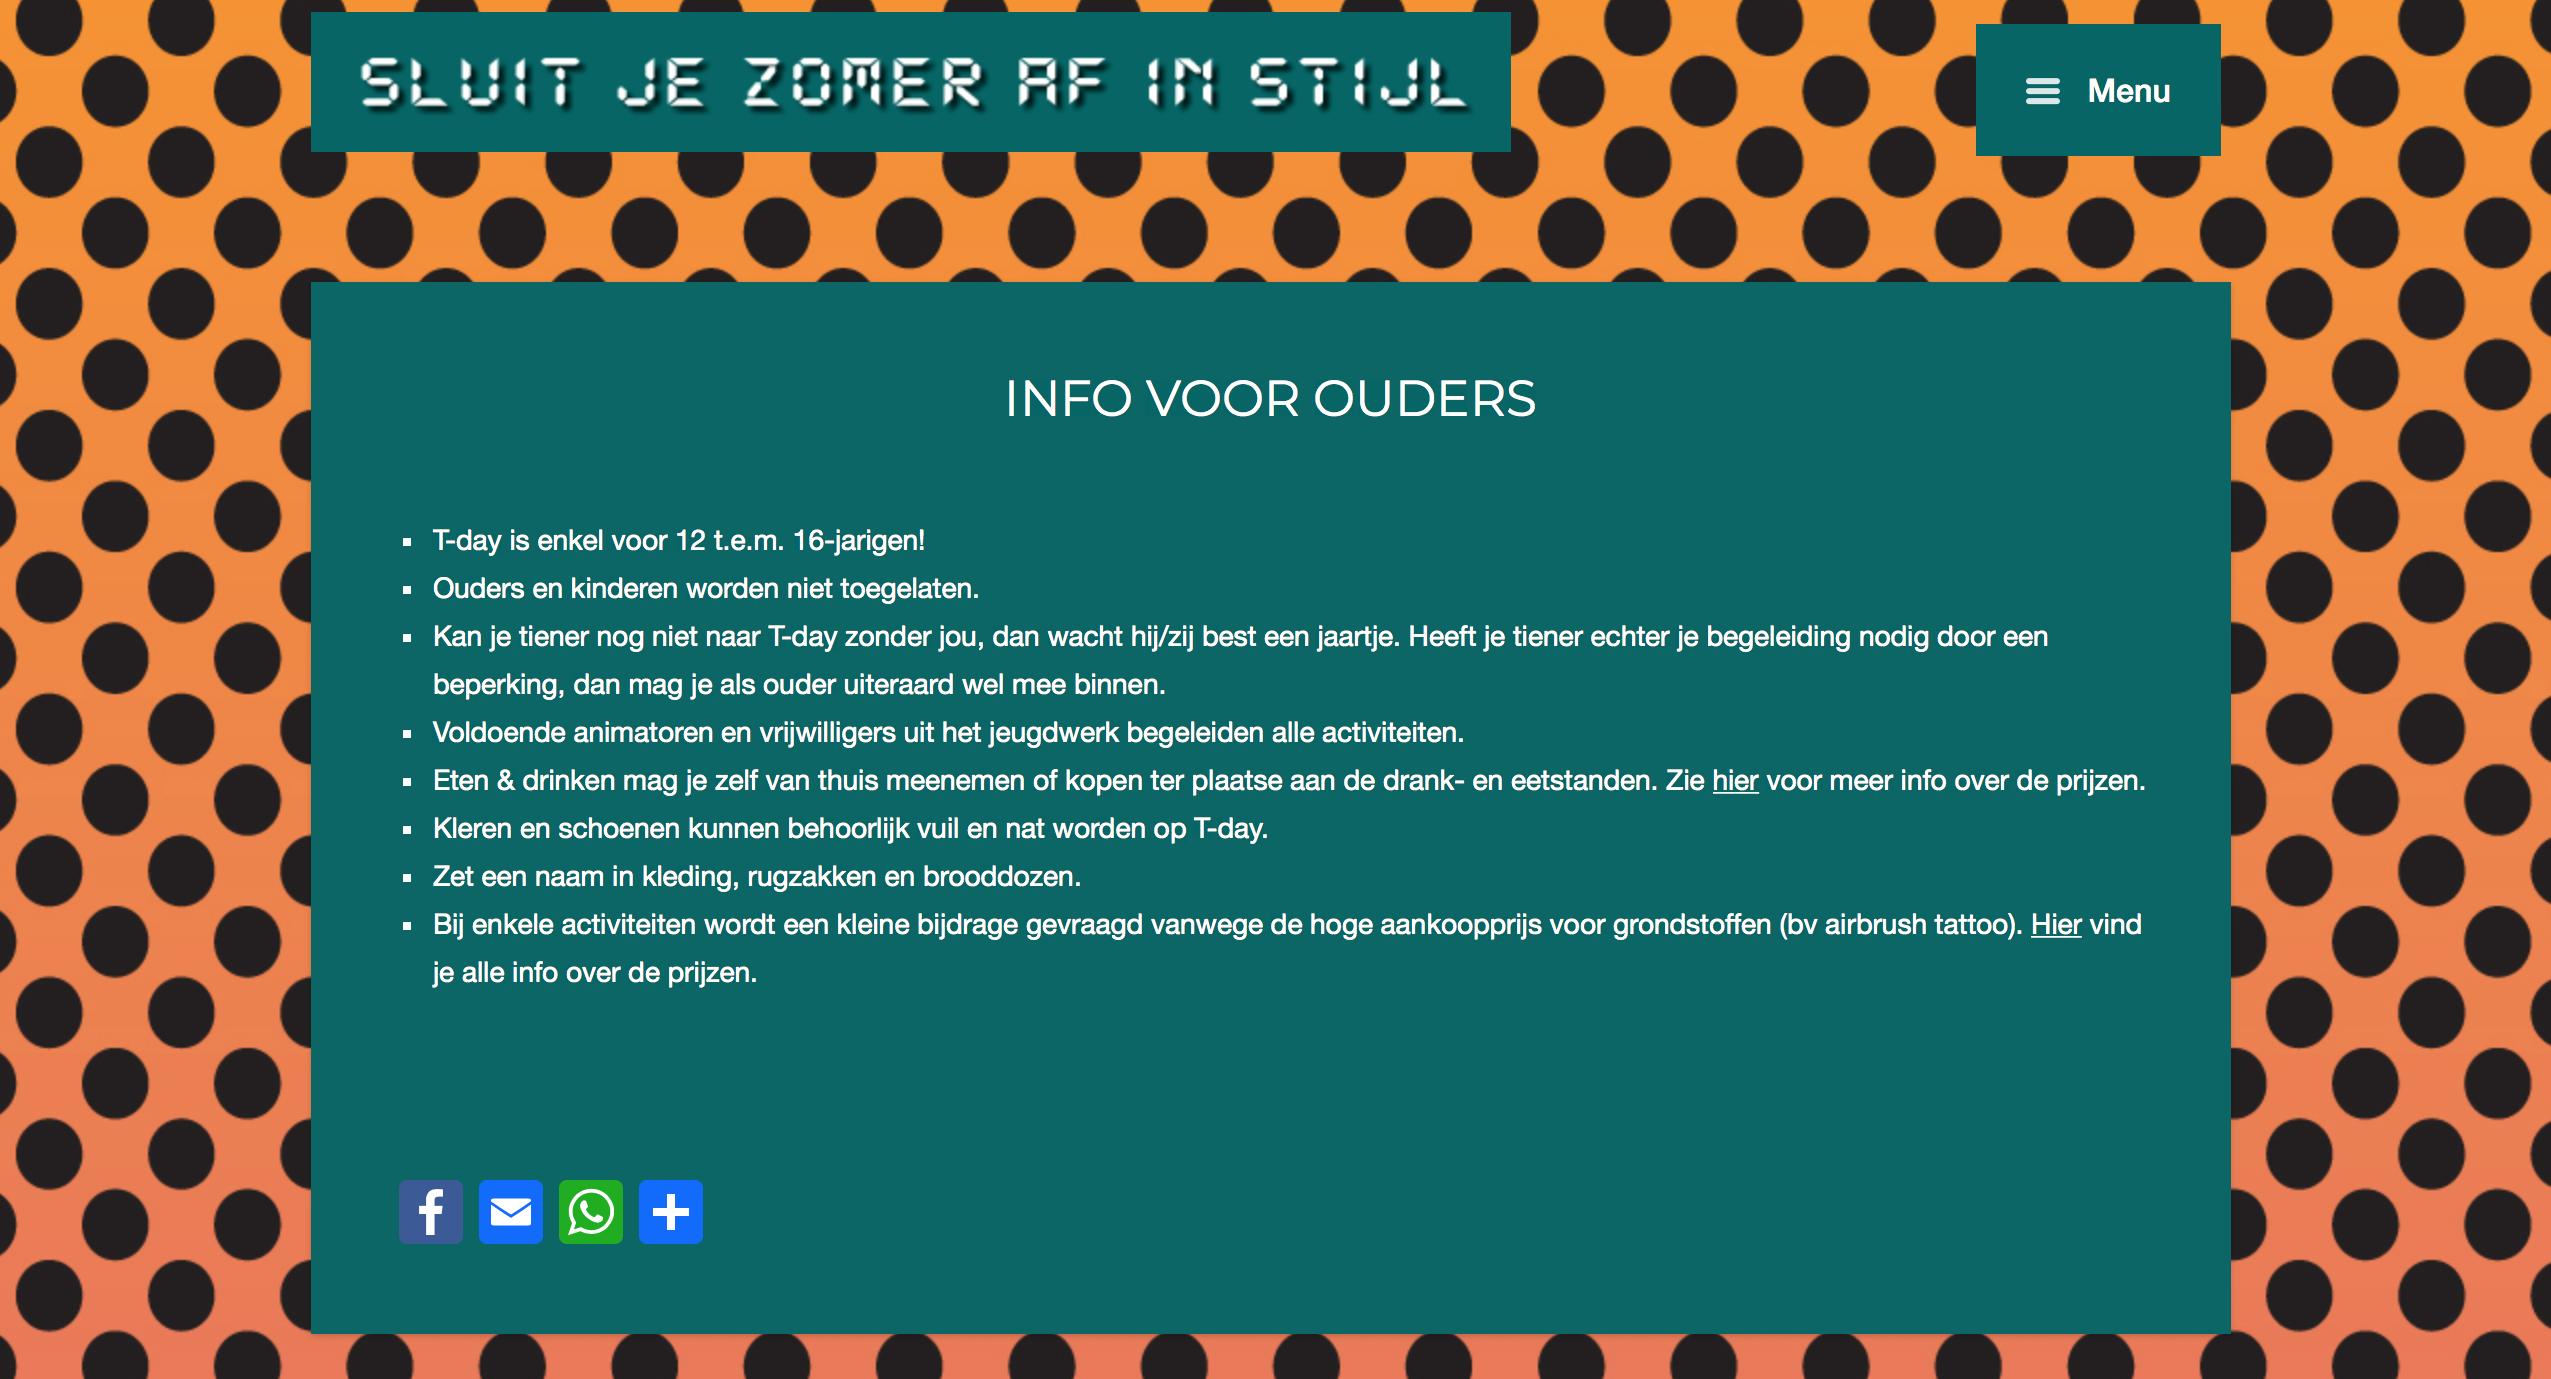 SLUIT JE ZOMER AF IN STIJL
Menu
INFO VOOR OUDERS
▪ T-day is enkel voor 12 t.e.m. 16-jarigen!
▪ Ouders en kinderen worden niet toegelaten.
▪ Kan je tiener nog niet naar T-day zonder jou, dan wacht hij/zij best een jaartje. Heeft je tiener echter je begeleiding nodig door een
beperking, dan mag je als ouder uiteraard wel mee binnen.
▪ Voldoende animatoren en vrijwilligers uit het jeugdwerk begeleiden alle activiteiten.
▪ Eten & drinken mag je zelf van thuis meenemen of kopen ter plaatse aan de drank- en eetstanden. Zie hier voor meer info over de prijzen.
▪ Kleren en schoenen kunnen behoorlijk vuil en nat worden op T-day.
▪ Zet een naam in kleding, rugzakken en brooddozen.
▪ Bij enkele activiteiten wordt een kleine bijdrage gevraagd vanwege de hoge aankoopprijs voor grondstoffen (bv airbrush tattoo). Hier vind
je alle info over de prijzen.